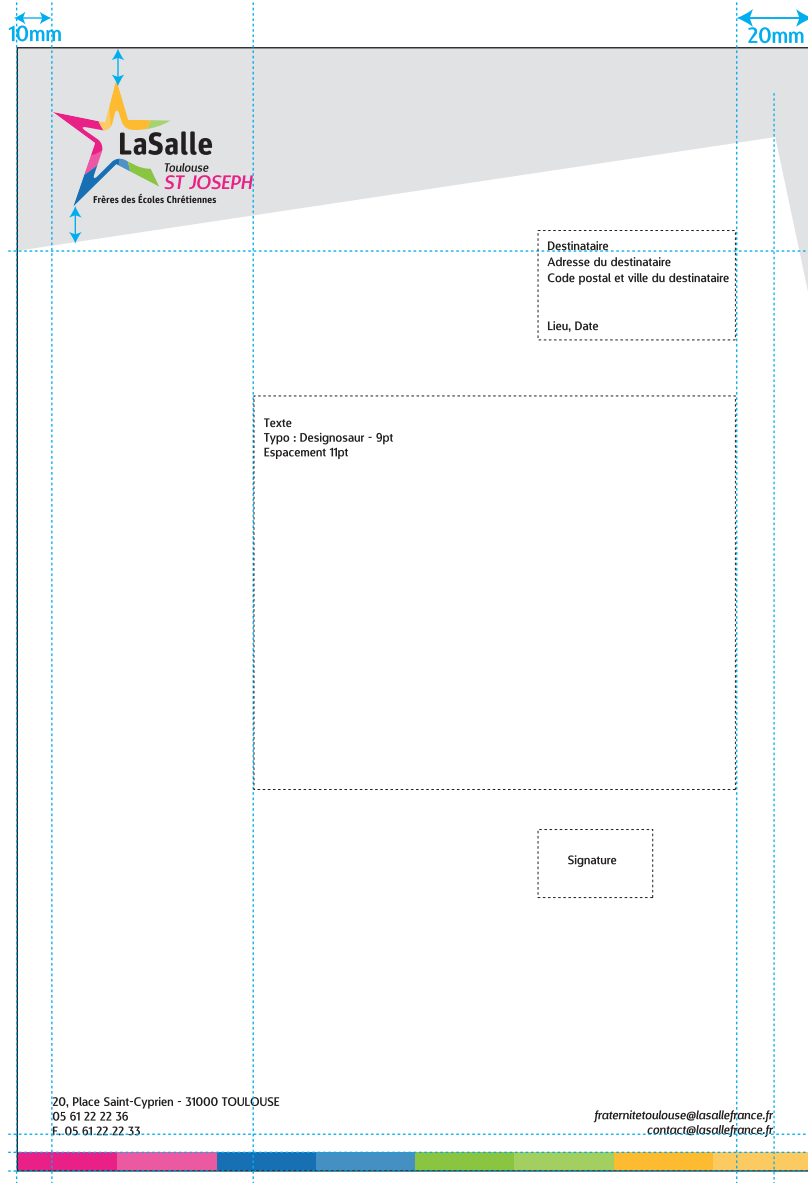 10mm
20mm
LaSalle
Toulouse
ST JOSEPH
Frères des Écoles Chrétiennes
Destinataire
Adresse du destinataire
Code postal et ville du destinataire
Lieu, Date
Texte
Typo : Designosaur - 9pt
Espacement 11pt
Signature
20, Place Saint-Cyprien - 31000 TOULOUSE
05 61 22 22 36
F. 05 61 22 22 33
fraternitetoulouse@lasallefrance.fr
contact@lasallefrance.fr